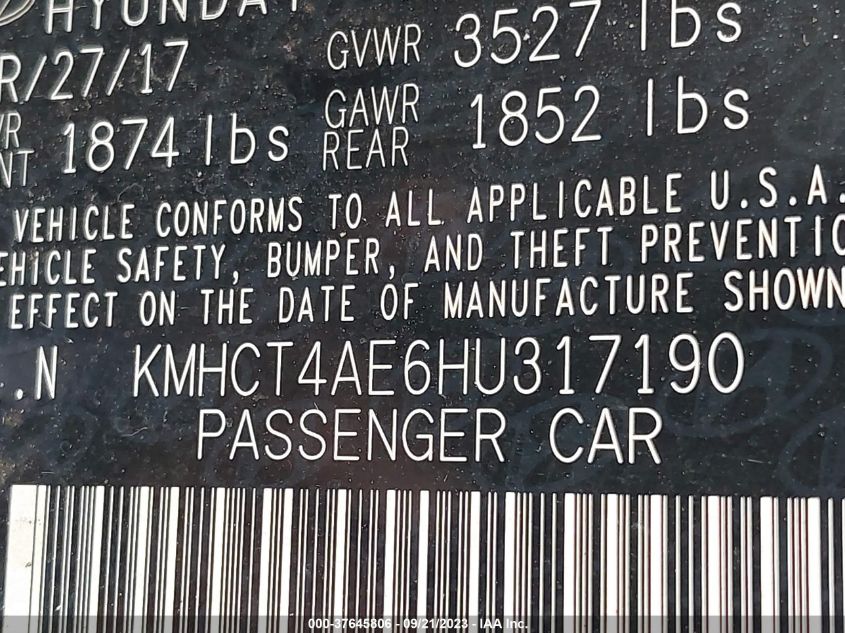 HYUNDAI
R/27/17 GVWR 3527 lbs
1874 lbs GAWR REAR 1852 lbs
VEHICLE CONFORMS TO ALL APPLICABLE U.S.A.
EHICLE SAFETY, BUMPER, AND THEFT PREVENTIO
EFFECT ON THE DATE OF MANUFACTURE SHOWN
.N KMHCT4AE6HU317190
PASSENGER CAR
000-37645806 - 09/21/2023 - IAA Inc.